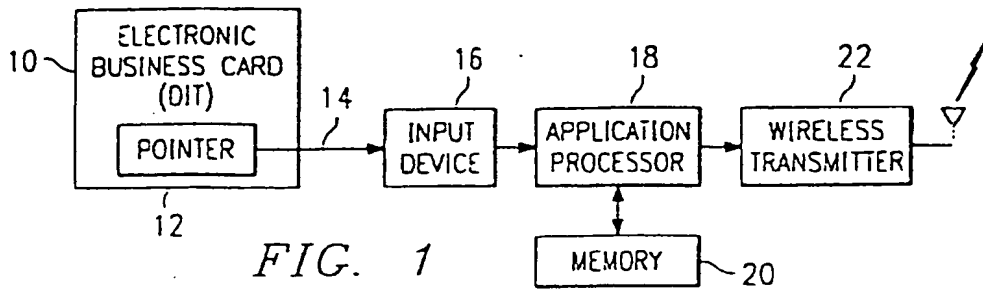 10
ELECTRONIC
BUSINESS CARD
(DIT)
POINTER
12
14
16
INPUT
DEVICE
18
APPLICATION
PROCESSOR
22
WIRELESS
TRANSMITTER
MEMORY
20
FIG. 1